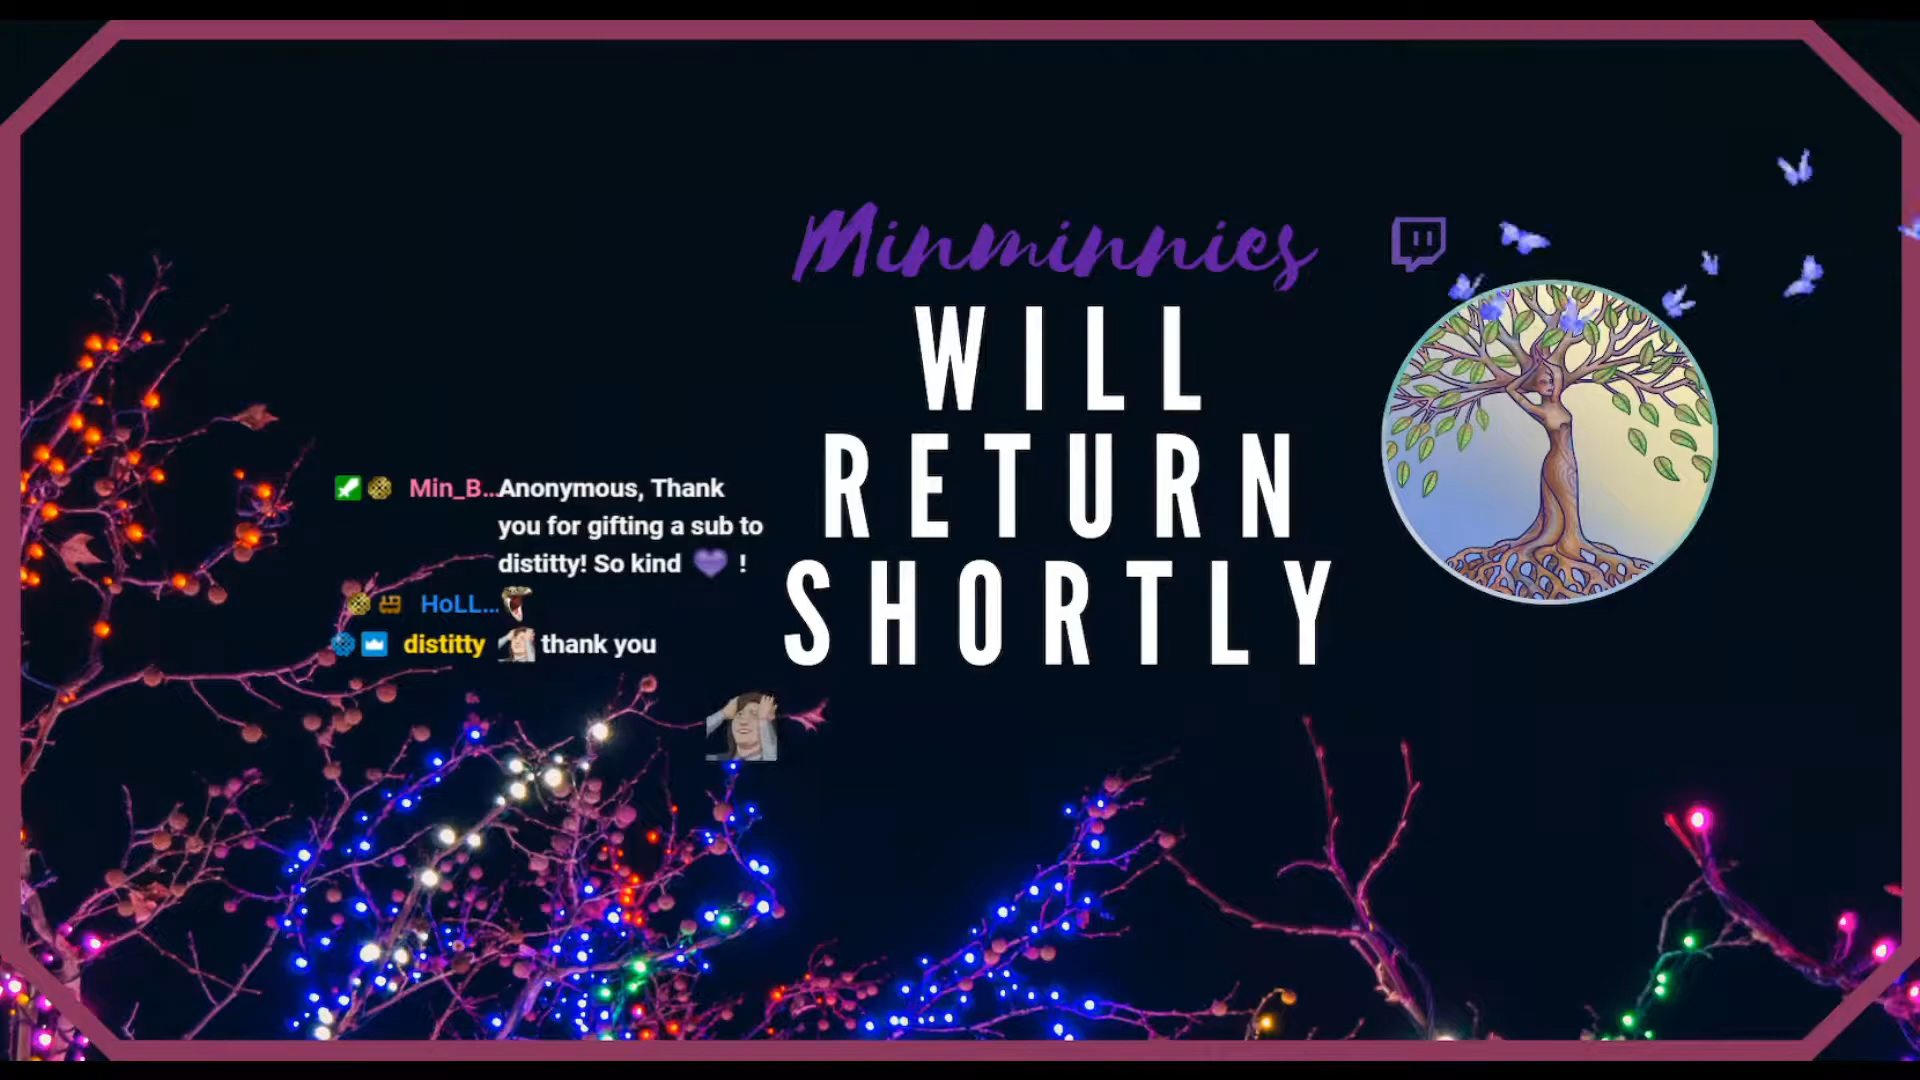 Minminnies
WILL
RETURN
SHORTLY
Min_B... Anonymous, Thank
you for gifting a sub to
distitty! So kind 💜 !
HoLL...
distitty thank you